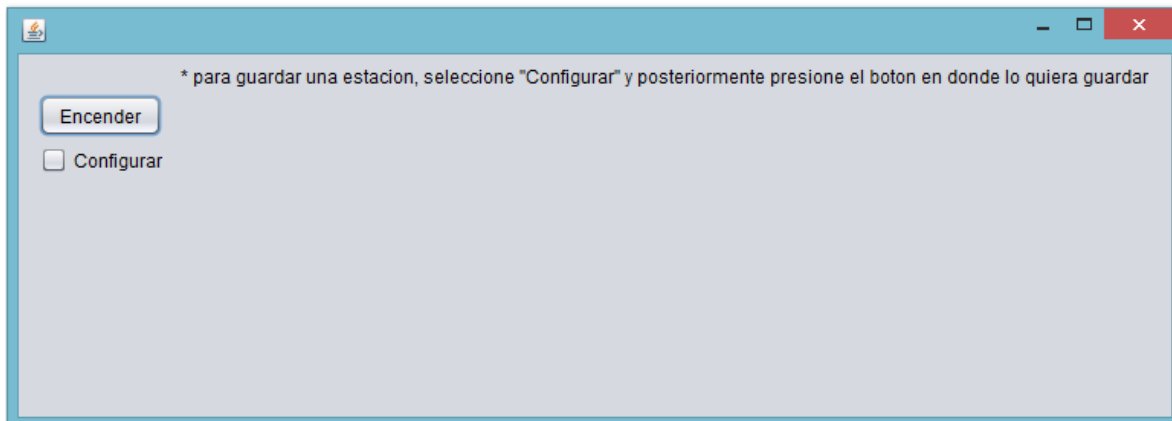 * para guardar una estacion, seleccione "Configurar" y posteriormente presione el boton en donde lo quiera guardar
Encender
Configurar